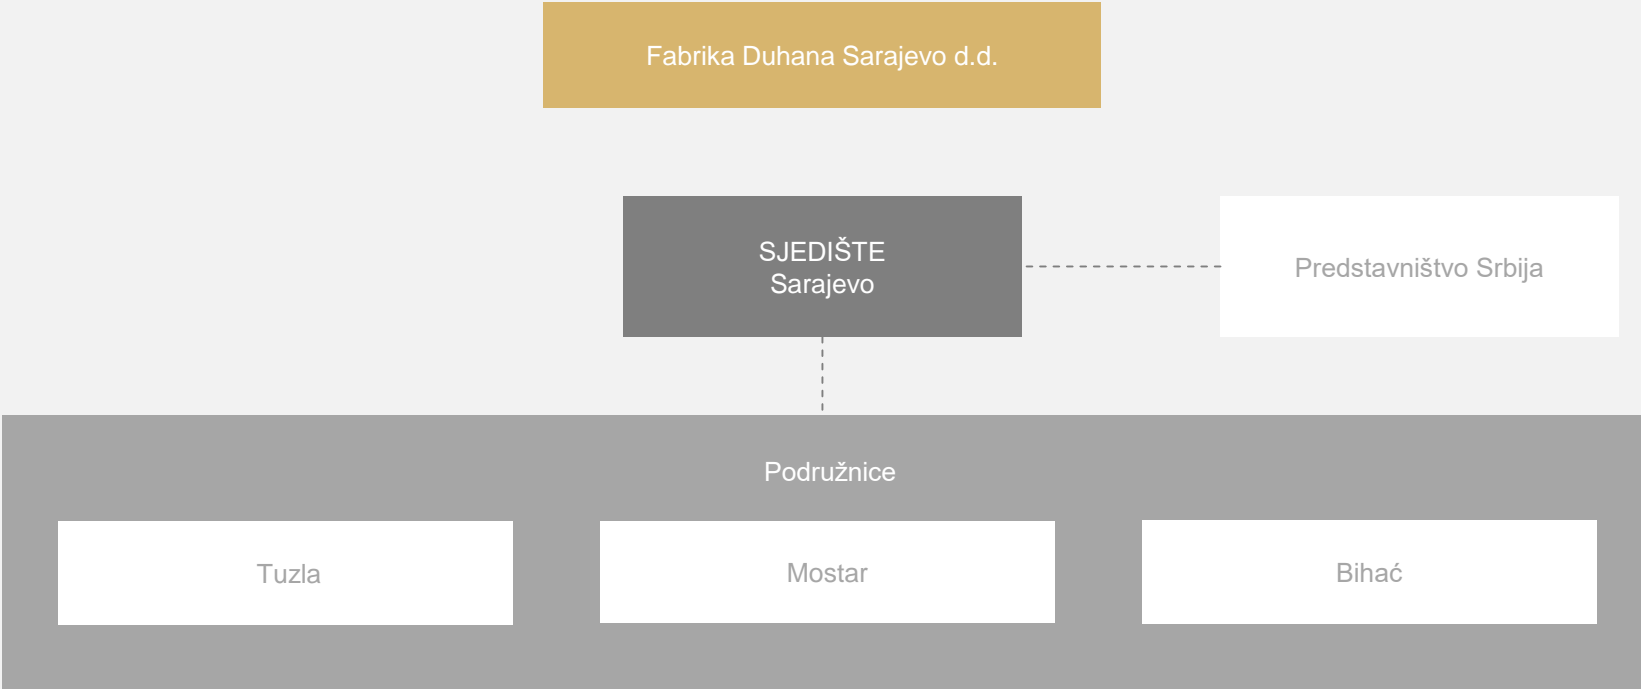 Fabrika Duhana Sarajevo d.d.
SJEDIŠTE
Sarajevo
Predstavništvo Srbija
Podružnice
Tuzla
Mostar
Bihać